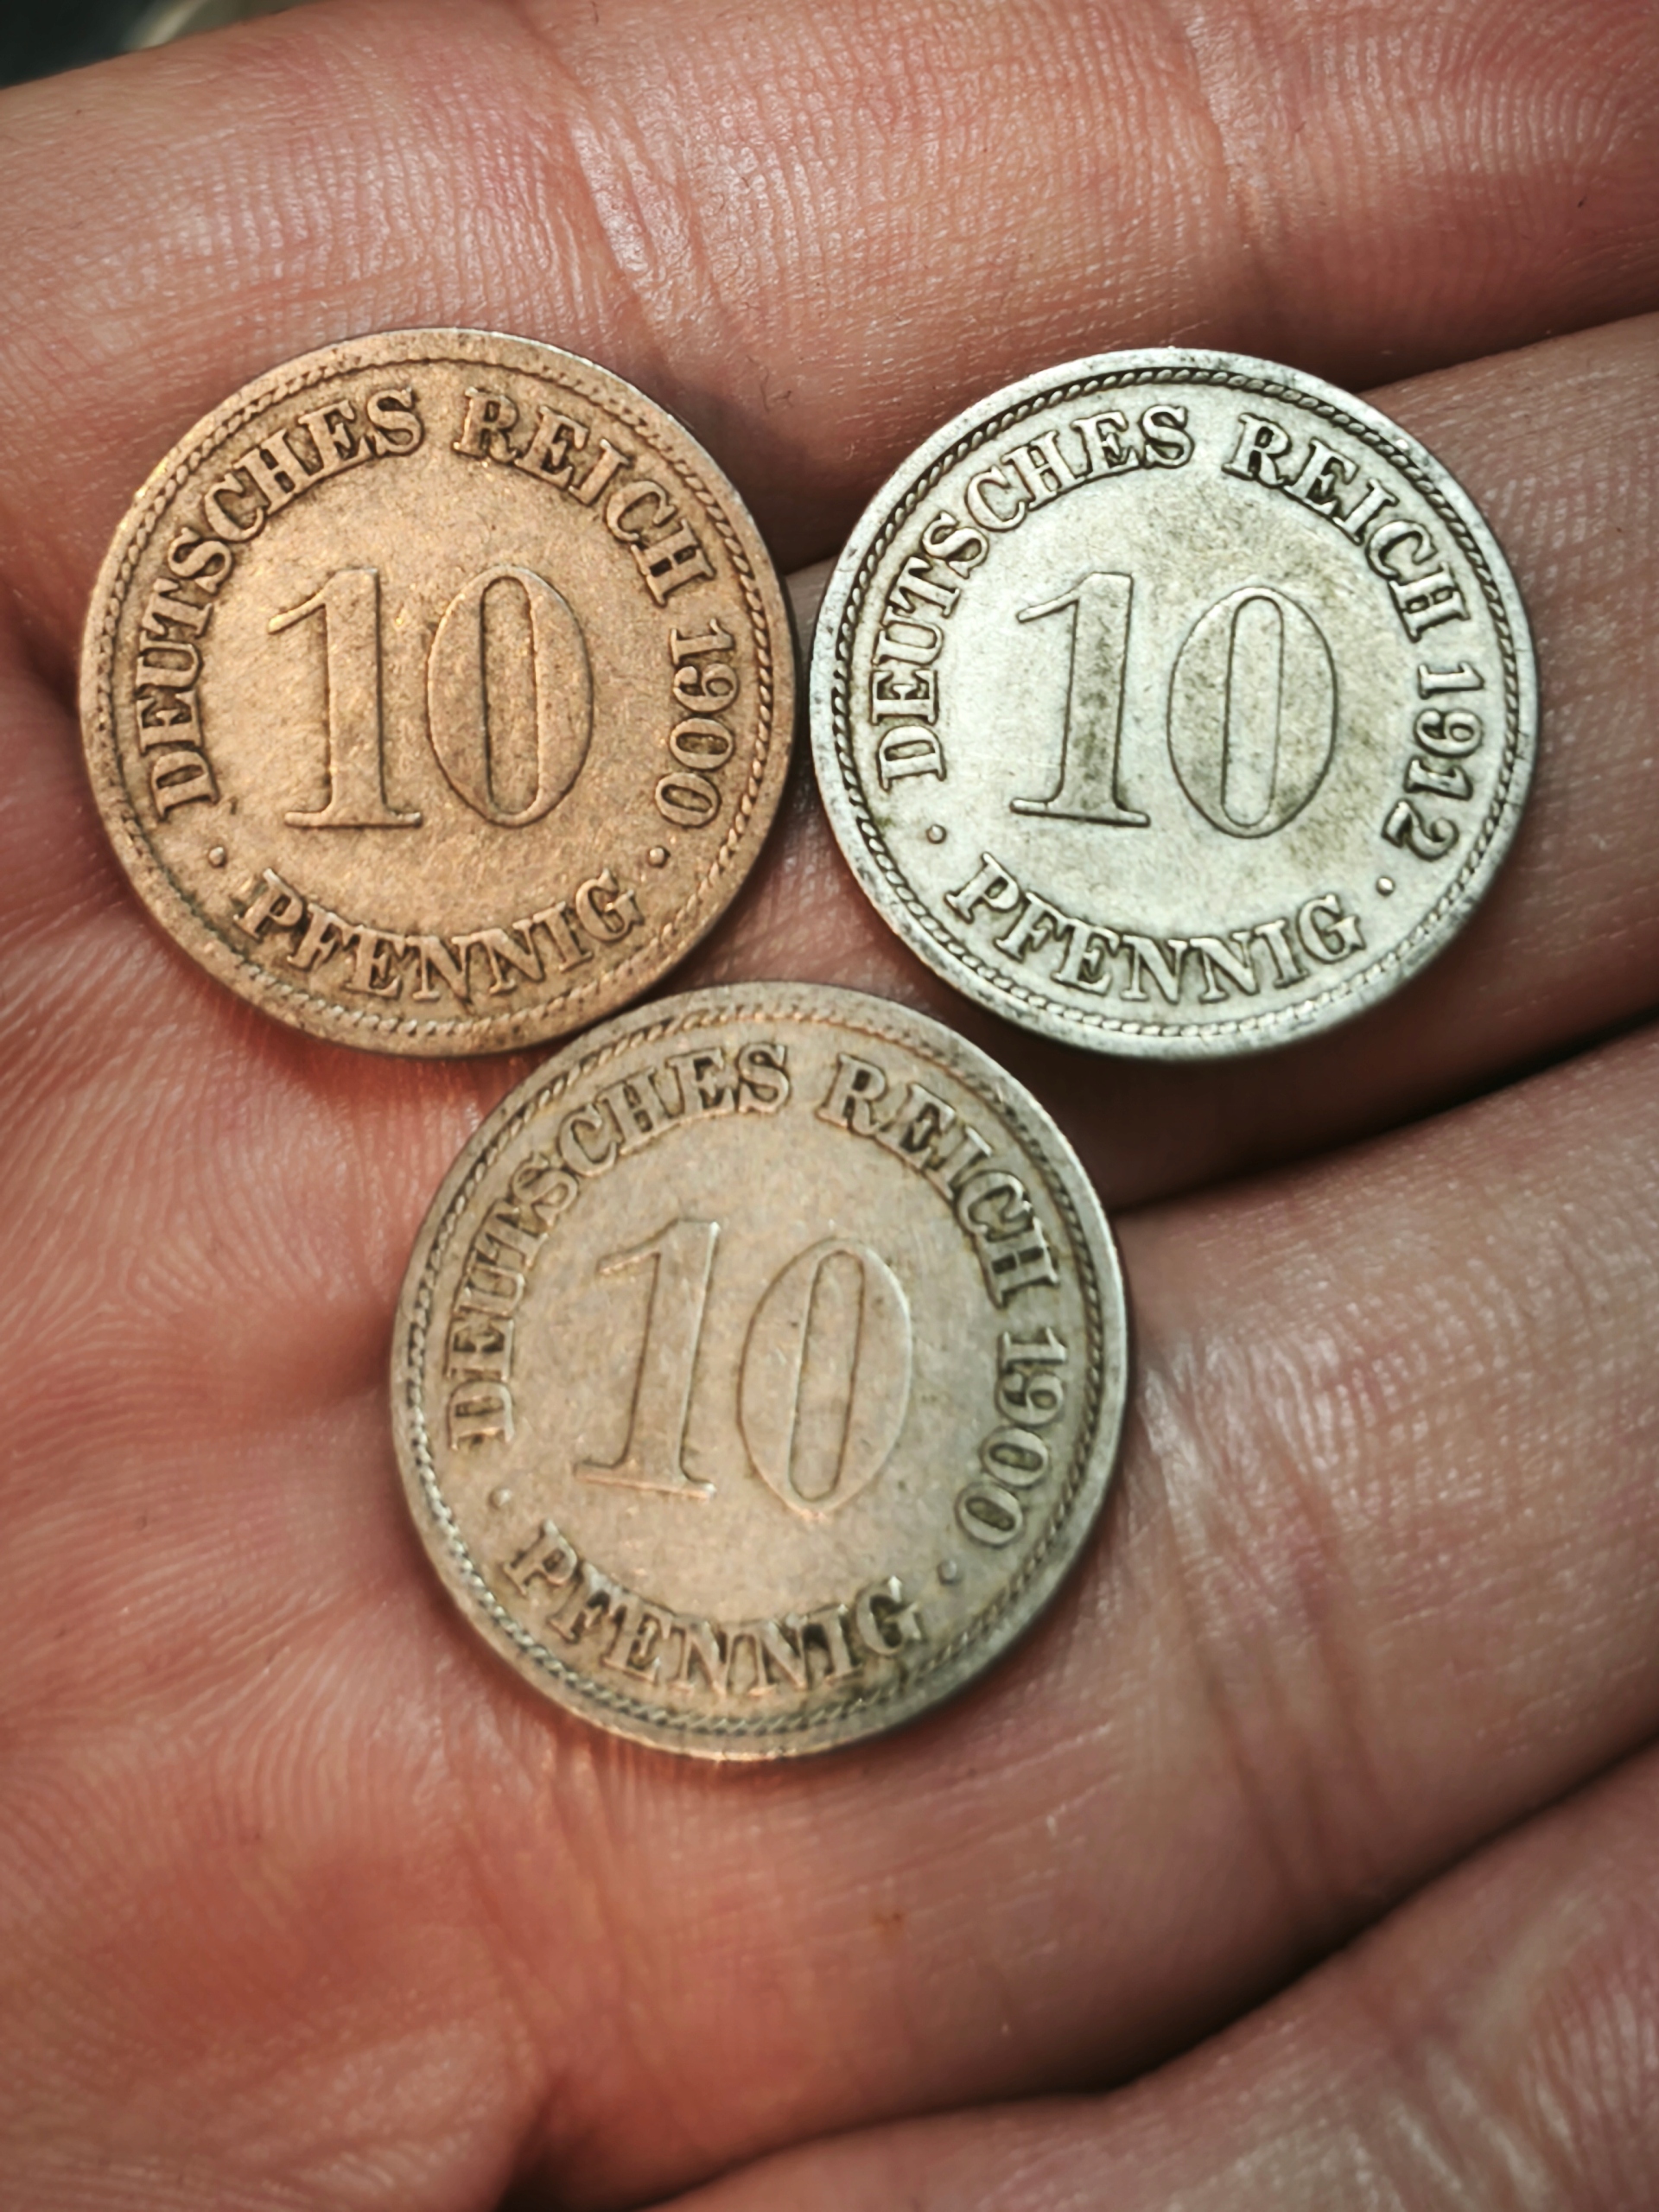 DEUTSCHES REICH 1900
10
· PFENNIG ·
DEUTSCHES REICH 1912
10
· PFENNIG ·
DEUTSCHES REICH 1900
10
· PFENNIG ·